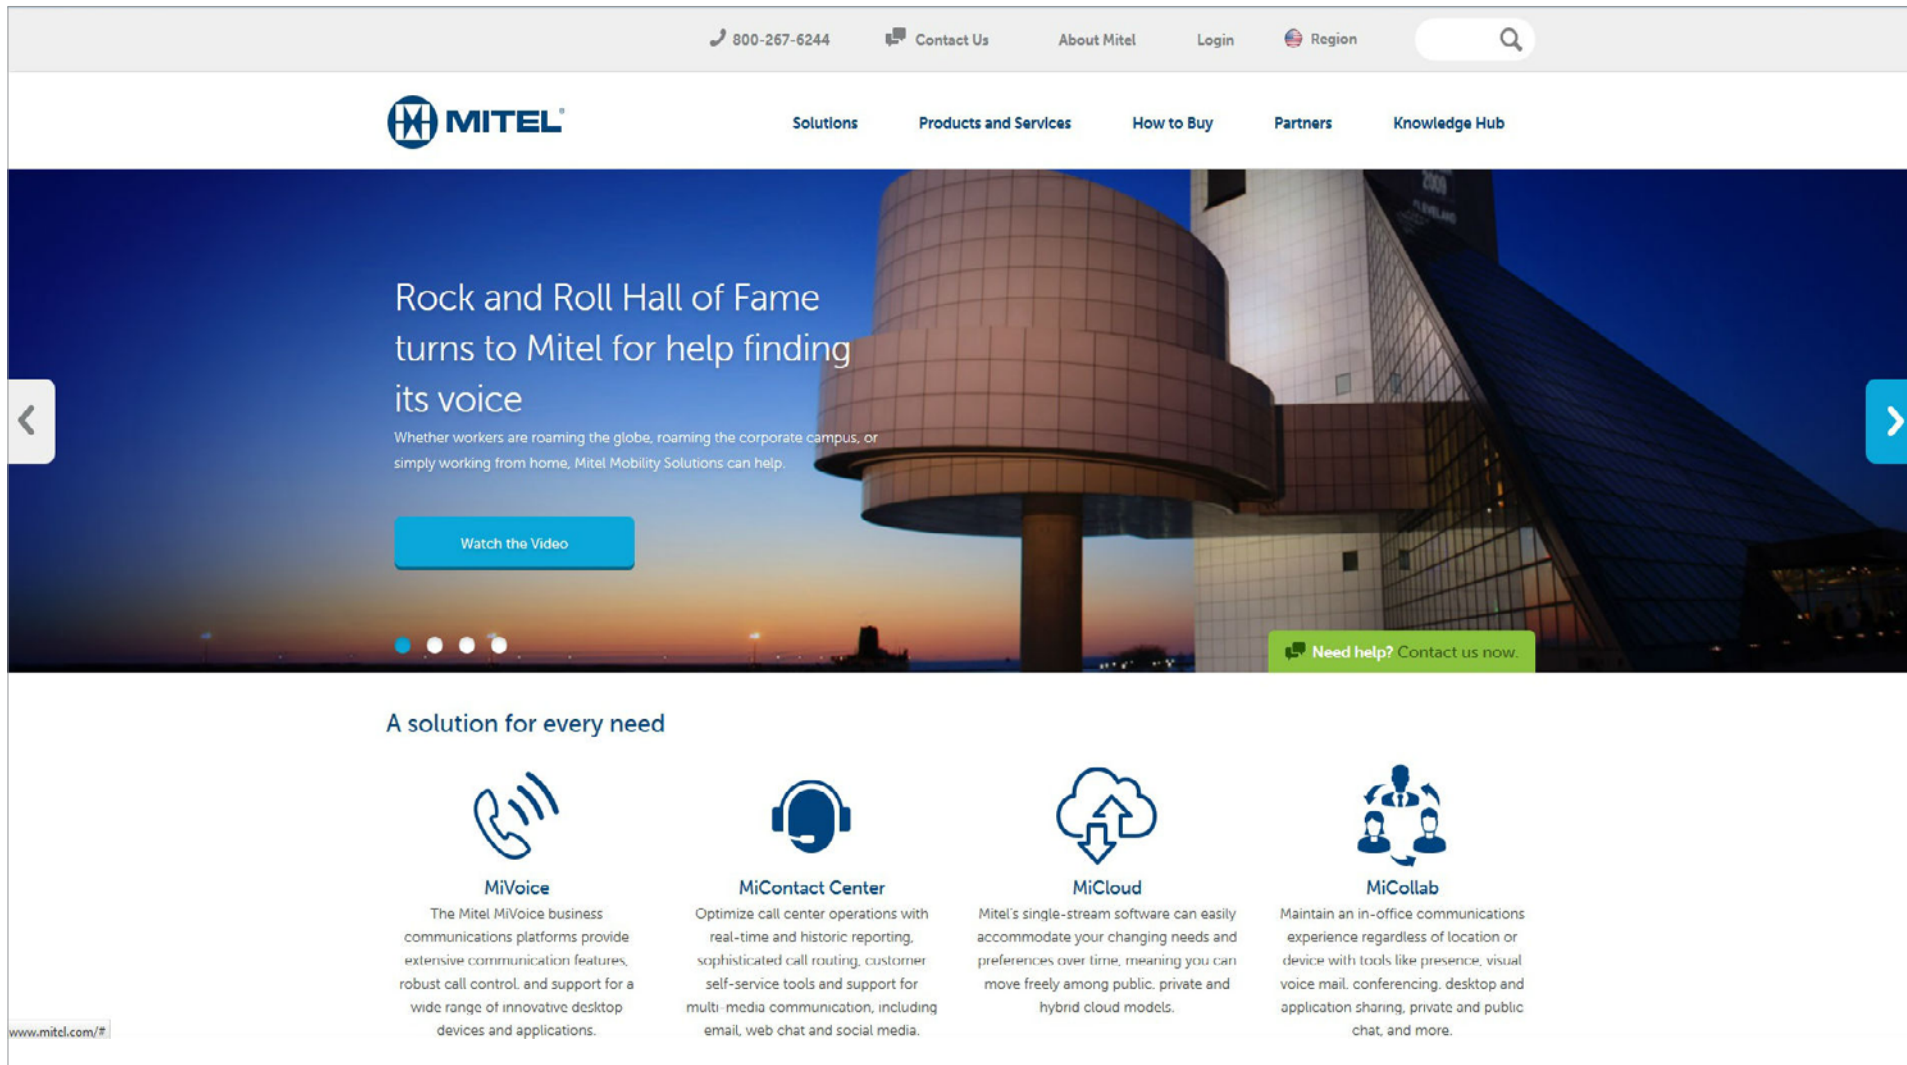 800-267-6244 Contact Us About Mitel Login Region
MITEL®
Solutions Products and Services How to Buy Partners Knowledge Hub
2009
CLEVELAND
Rock and Roll Hall of Fame
turns to Mitel for help finding
its voice
Whether workers are roaming the globe, roaming the corporate campus, or
simply working from home, Mitel Mobility Solutions can help.
Watch the Video
Need help? Contact us now.
A solution for every need
MiVoice
The Mitel MiVoice business
communications platforms provide
extensive communication features,
robust call control, and support for a
wide range of innovative desktop
devices and applications.
MiContact Center
Optimize call center operations with
real-time and historic reporting,
sophisticated call routing, customer
self-service tools and support for
multi-media communication, including
email, web chat and social media.
MiCloud
Mitel's single-stream software can easily
accommodate your changing needs and
preferences over time, meaning you can
move freely among public, private and
hybrid cloud models.
MiCollab
Maintain an in-office communications
experience regardless of location or
device with tools like presence, visual
voice mail, conferencing, desktop and
application sharing, private and public
chat, and more.
www.mitel.com/#